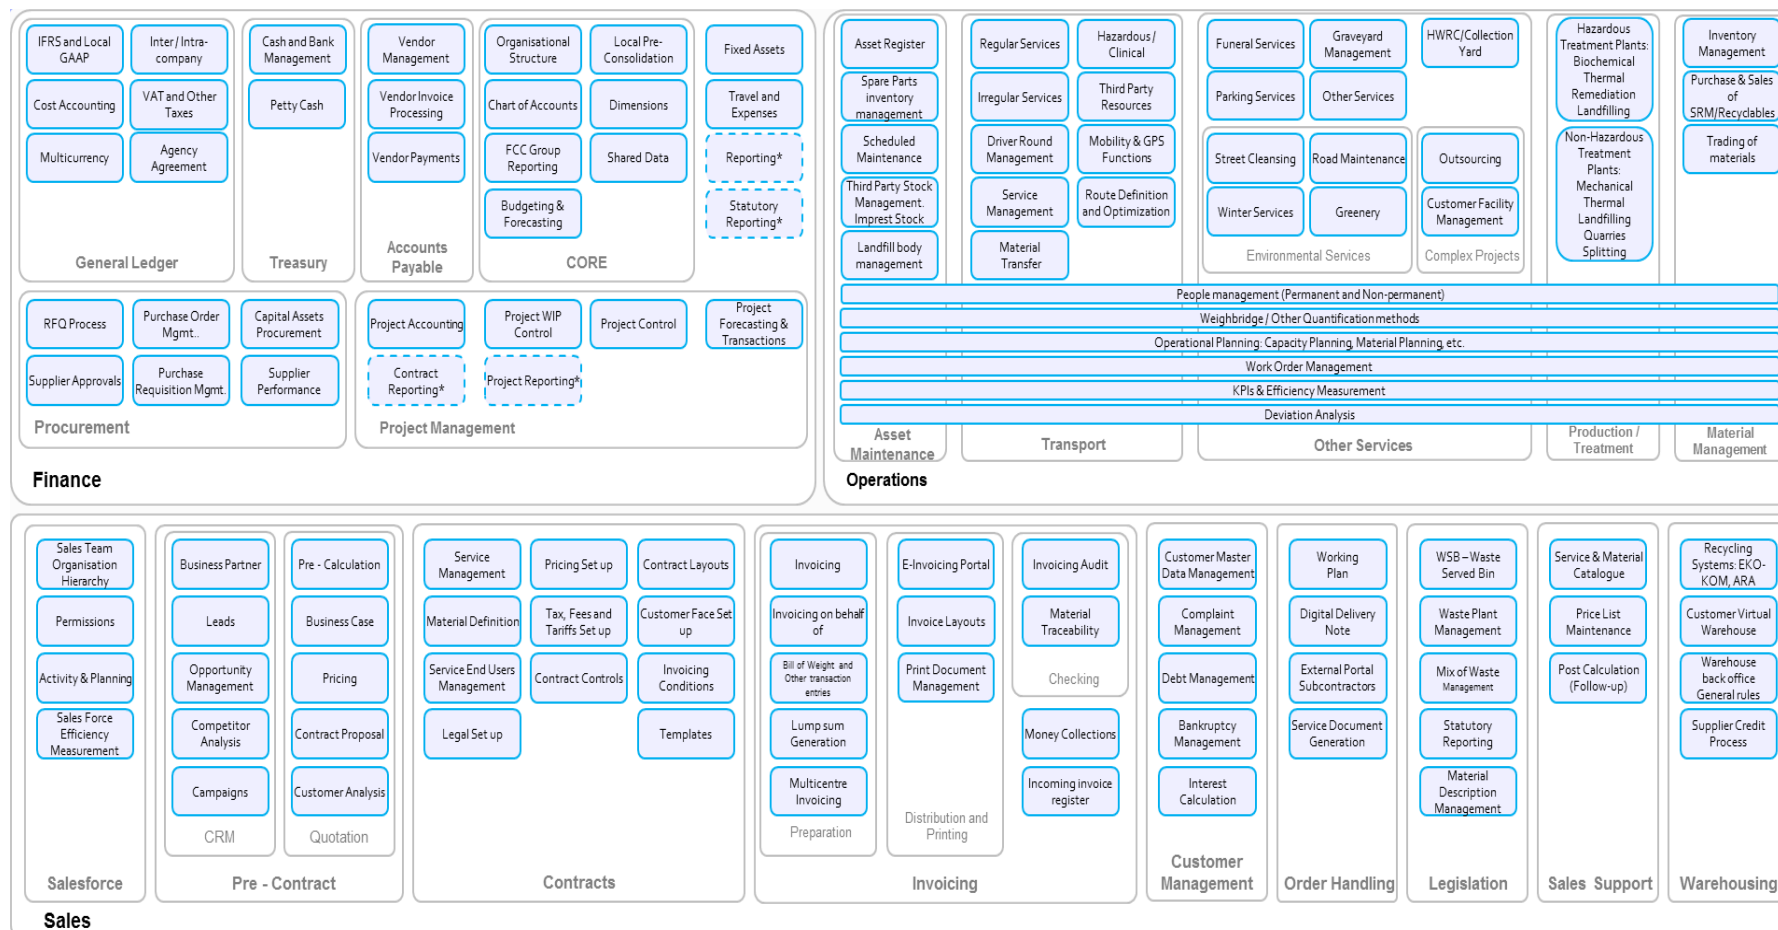 IFRS and Local
GAAP
Inter / Intra-
company
Cost Accounting
VAT and Other
Taxes
Multicurrency
Agency
Agreement
General Ledger
Cash and Bank
Management
Petty Cash
Treasury
Vendor
Management
Vendor Invoice
Processing
Vendor Payments
Accounts
Payable
Organisational
Structure
Local Pre-
Consolidation
Chart of Accounts
Dimensions
FCC Group
Reporting
Shared Data
Budgeting &
Forecasting
CORE
Fixed Assets
Travel and
Expenses
Reporting*
Statutory
Reporting*
RFQ Process
Purchase Order
Mgmt..
Capital Assets
Procurement
Supplier Approvals
Purchase
Requisition Mgmt.
Supplier
Performance
Procurement
Project Accounting
Project WIP
Control
Project Control
Project
Forecasting &
Transactions
Contract
Reporting*
Project Reporting*
Project Management
Finance
Asset Register
Spare Parts
inventory
management
Scheduled
Maintenance
Third Party Stock
Management.
Imprest Stock
Landfill body
management
Regular Services
Hazardous /
Clinical
Irregular Services
Third Party
Resources
Driver Round
Management
Mobility & GPS
Functions
Service
Management
Route Definition
and Optimization
Material
Transfer
Funeral Services
Graveyard
Management
HWRC/Collection
Yard
Parking Services
Other Services
Street Cleansing
Road Maintenance
Winter Services
Greenery
Environmental Services
Outsourcing
Customer Facility
Management
Complex Projects
Hazardous
Treatment Plants:
Biochemical
Thermal
Remediation
Landfilling
Non-Hazardous
Treatment
Plants:
Mechanical
Thermal
Landfilling
Quarries
Splitting
Inventory
Management
Purchase & Sales
of
SRM/Recyclables
Trading of
materials
People management (Permanent and Non-permanent)
Weighbridge / Other Quantification methods
Operational Planning: Capacity Planning, Material Planning, etc.
Work Order Management
KPIs & Efficiency Measurement
Deviation Analysis
Asset
Maintenance
Transport
Other Services
Production /
Treatment
Material
Management
Operations
Sales Team
Organisation
Hierarchy
Permissions
Activity & Planning
Sales Force
Efficiency
Measurement
Salesforce
Business Partner
Leads
Opportunity
Management
Competitor
Analysis
Campaigns
CRM
Pre - Calculation
Business Case
Pricing
Contract Proposal
Customer Analysis
Quotation
Pre - Contract
Service
Management
Pricing Set up
Contract Layouts
Material Definition
Tax, Fees and
Tariffs Set up
Customer Face Set
up
Service End Users
Management
Contract Controls
Invoicing
Conditions
Legal Set up
Templates
Contracts
Invoicing
Invoicing on behalf
of
Bill of Weight and
Other transaction
entries
Lump sum
Generation
Multicentre
Invoicing
Preparation
E-Invoicing Portal
Invoice Layouts
Print Document
Management
Distribution and
Printing
Invoicing Audit
Material
Traceability
Checking
Money Collections
Incoming invoice
register
Invoicing
Customer Master
Data Management
Complaint
Management
Debt Management
Bankruptcy
Management
Interest
Calculation
Customer
Management
Working
Plan
Digital Delivery
Note
External Portal
Subcontractors
Service Document
Generation
Order Handling
WSB – Waste
Served Bin
Waste Plant
Management
Mix of Waste
Management
Statutory
Reporting
Material
Description
Management
Legislation
Service & Material
Catalogue
Price List
Maintenance
Post Calculation
(Follow-up)
Sales Support
Recycling
Systems: EKO-
KOM, ARA
Customer Virtual
Warehouse
Warehouse
back office
General rules
Supplier Credit
Process
Warehousing
Sales